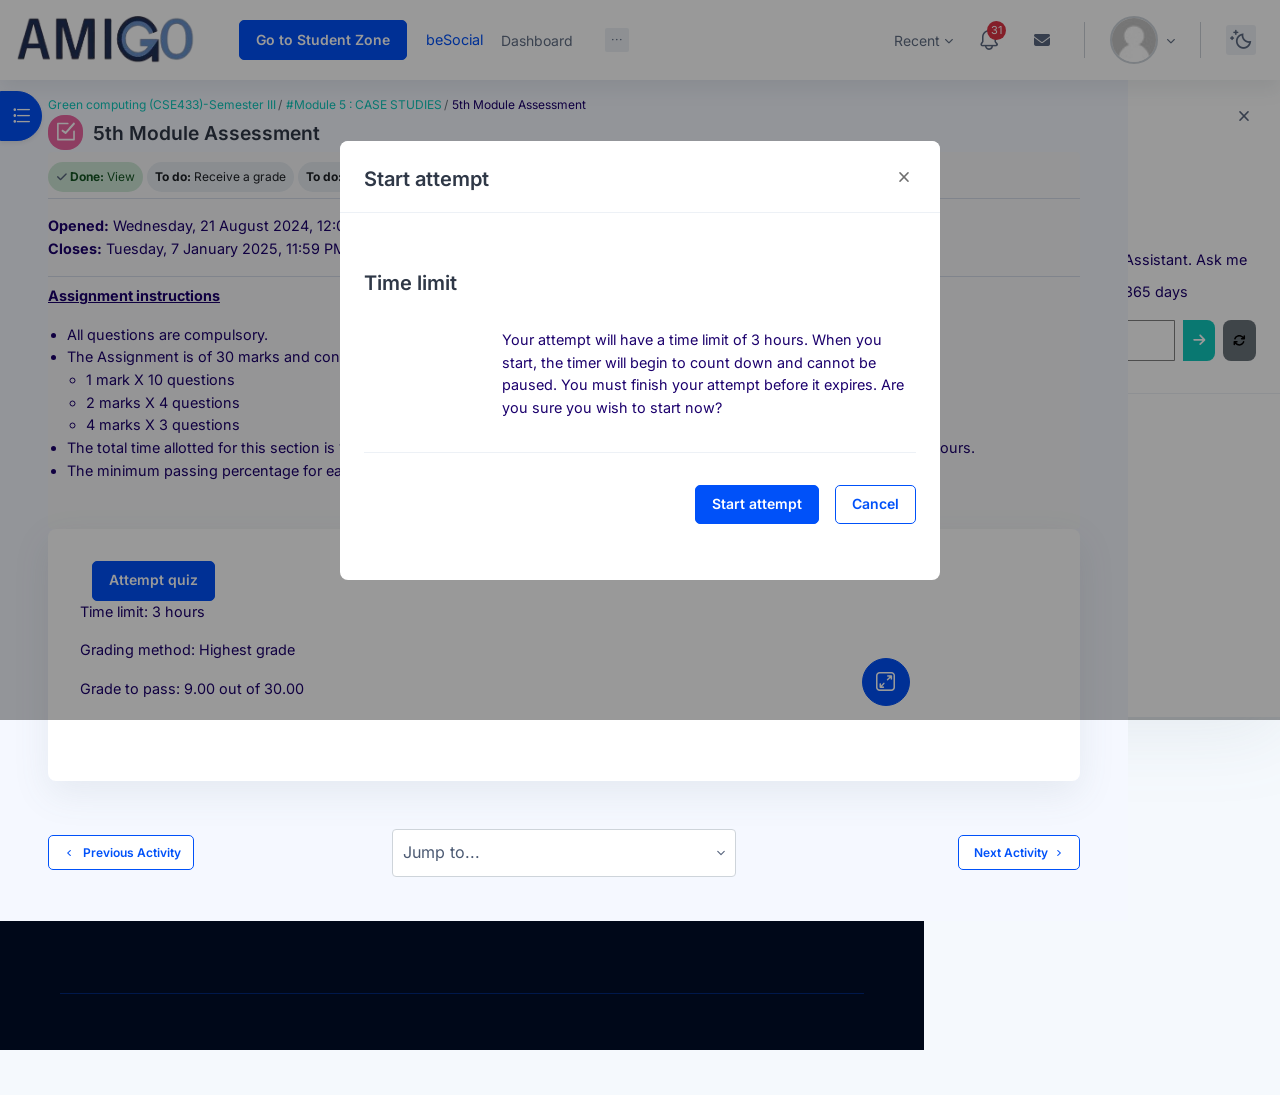 AMIGO
Go to Student Zone
beSocial
Dashboard
...
Recent
31
Green computing (CSE433)-Semester III / #Module 5 : CASE STUDIES / 5th Module Assessment
5th Module Assessment
Done: View
To do: Receive a grade
To do:
Opened: Wednesday, 21 August 2024, 12:0
Closes: Tuesday, 7 January 2025, 11:59 PM
Assignment instructions
All questions are compulsory.
The Assignment is of 30 marks and con
1 mark X 10 questions
2 marks X 4 questions
4 marks X 3 questions
The total time allotted for this section is
ours.
The minimum passing percentage for ea
Start attempt
×
Time limit
Your attempt will have a time limit of 3 hours. When you
start, the timer will begin to count down and cannot be
paused. You must finish your attempt before it expires. Are
you sure you wish to start now?
Start attempt
Cancel
Assistant. Ask me
365 days
Attempt quiz
Time limit: 3 hours
Grading method: Highest grade
Grade to pass: 9.00 out of 30.00
Previous Activity
Jump to...
Next Activity